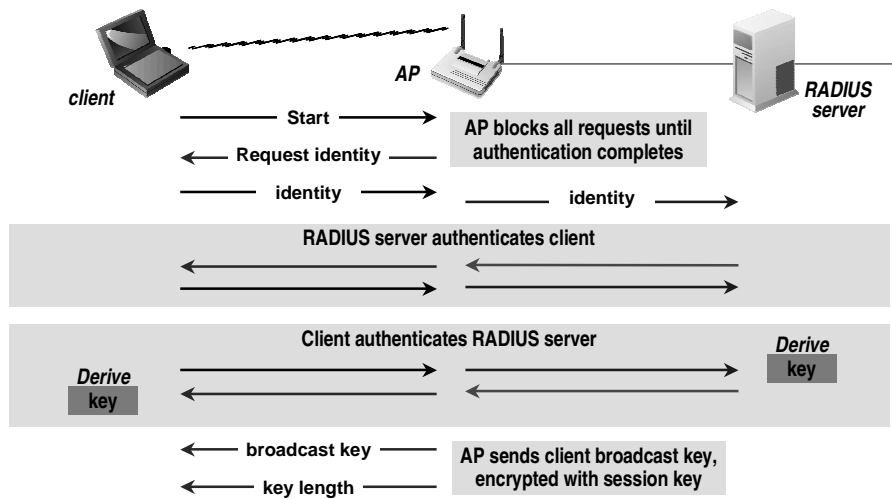 client
AP
RADIUS
server
Start
AP blocks all requests until
authentication completes
Request identity
identity
identity
RADIUS server authenticates client
Client authenticates RADIUS server
Derive
key
Derive
key
broadcast key
AP sends client broadcast key,
encrypted with session key
key length